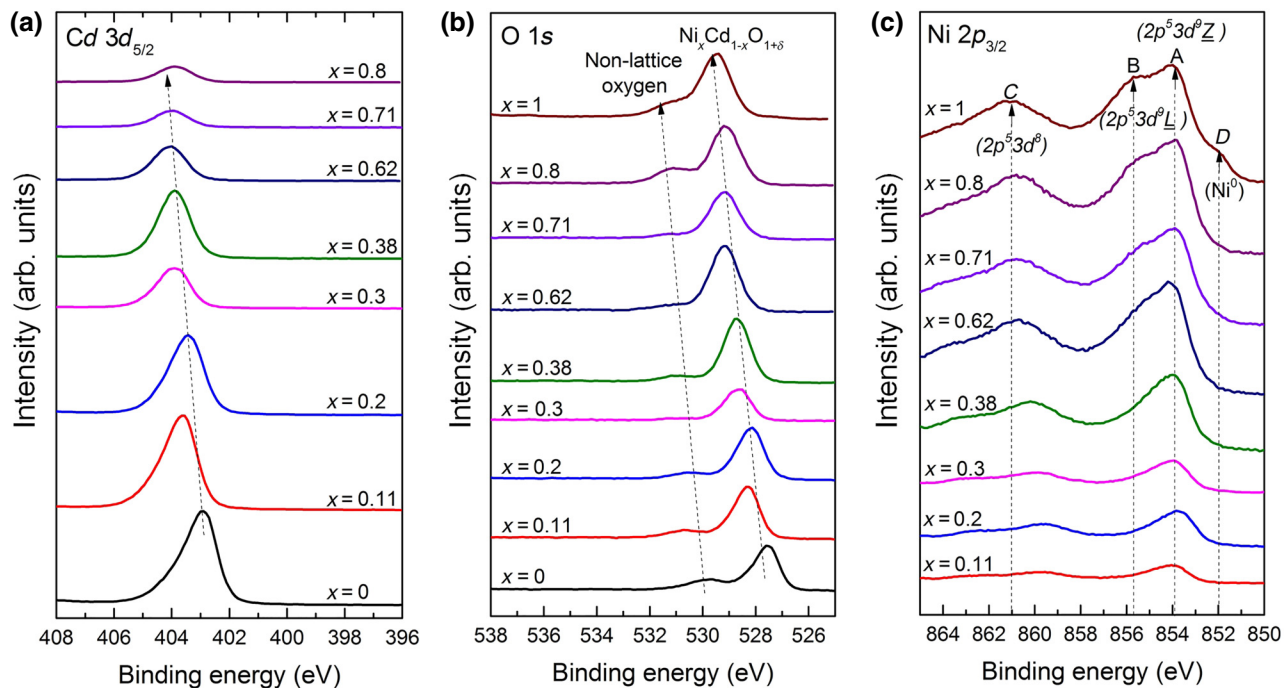 (a)
Cd 3d5/2
x = 0.8
x = 0.71
x = 0.62
x = 0.38
x = 0.3
x = 0.2
x = 0.11
x = 0
Intensity (arb. units)
408 406 404 402 400 398 396
Binding energy (eV)
(b)
O 1s
NixCd1-xO1+δ
Non-lattice
oxygen
x = 1
x = 0.8
x = 0.71
x = 0.62
x = 0.38
x = 0.3
x = 0.2
x = 0.11
x = 0
Intensity (arb. units)
538 536 534 532 530 528 526
Binding energy (eV)
(c)
Ni 2p3/2
(2p⁵3d⁹Z̲)
B
A
C
x = 1
(2p⁵3d⁹L̲)
D
(2p⁵3d⁸)
(Ni⁰)
x = 0.8
x = 0.71
x = 0.62
x = 0.38
x = 0.3
x = 0.2
x = 0.11
Intensity (arb. units)
864 862 860 858 856 854 852 850
Binding energy (eV)